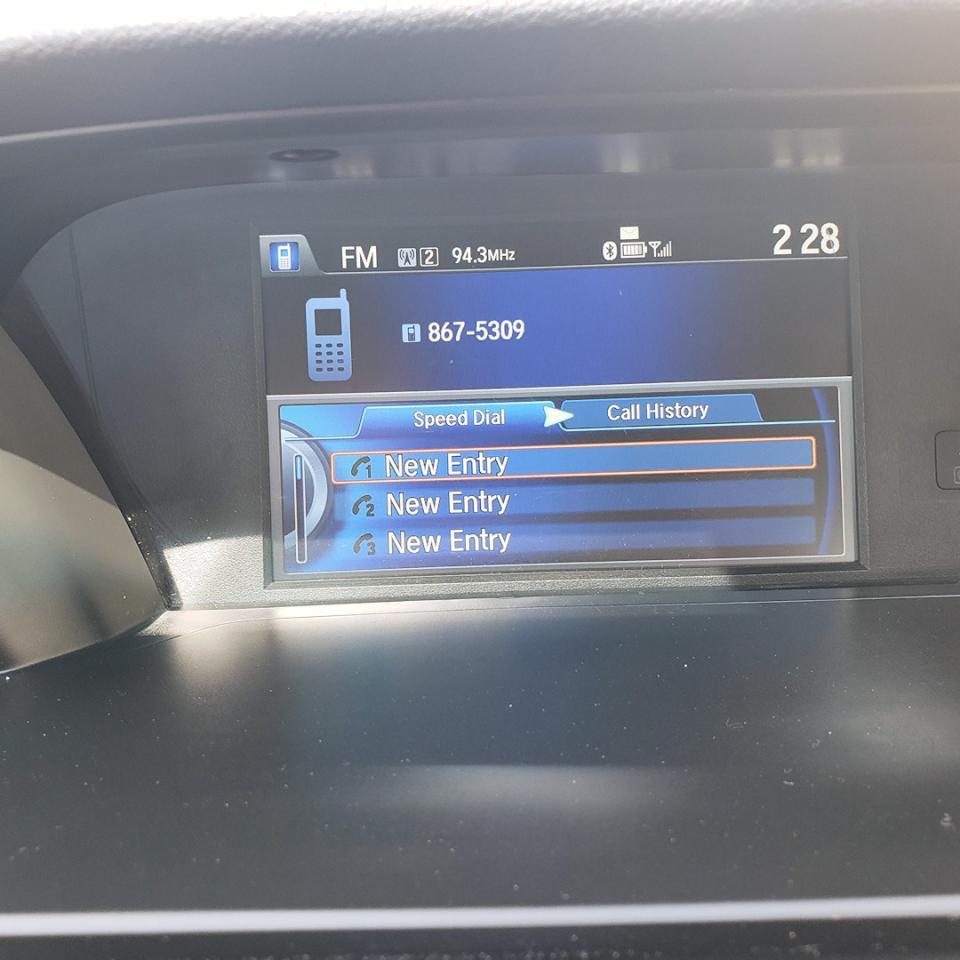 FM 2 94.3MHz 2 28
867-5309
Speed Dial Call History
1 New Entry
2 New Entry
3 New Entry